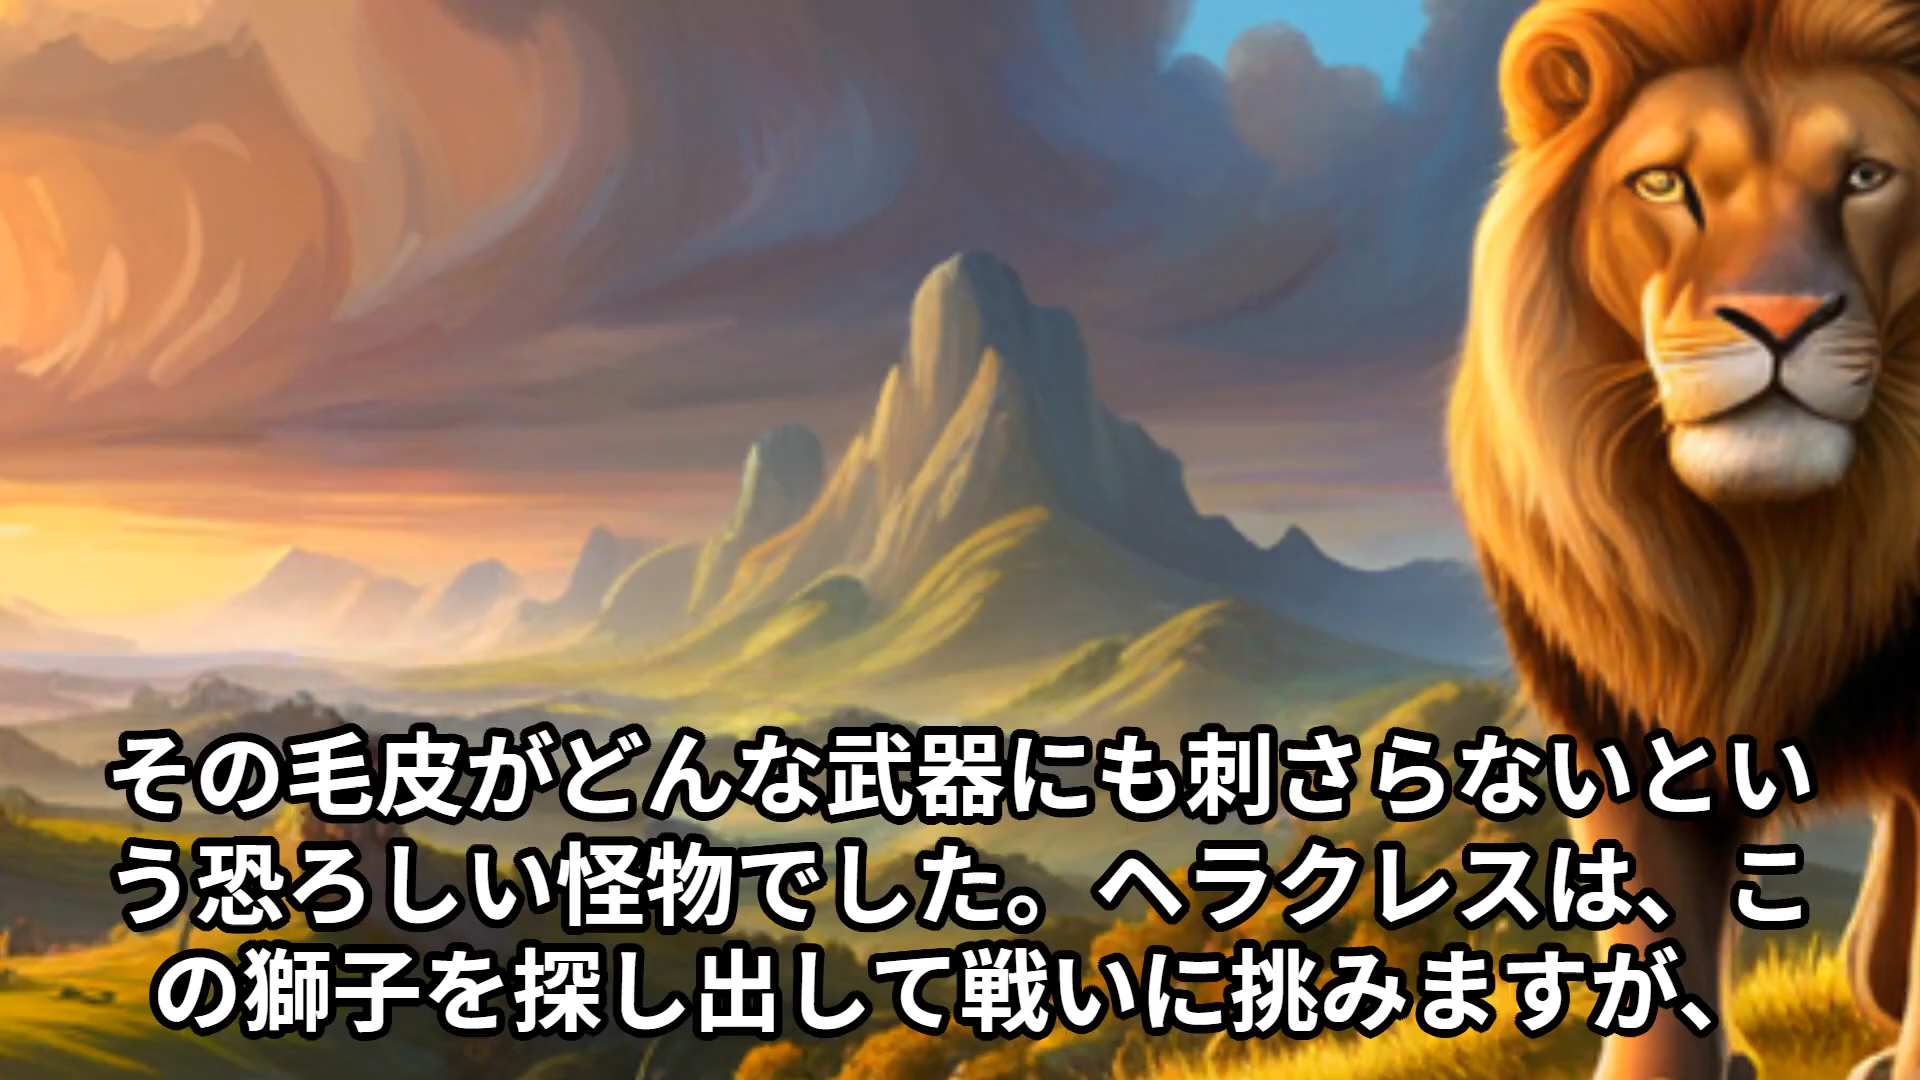 その毛皮がどんな武器にも刺さらないとい
う恐ろしい怪物でした。ヘラクレスは、こ
の獅子を探し出して戦いに挑みますが、